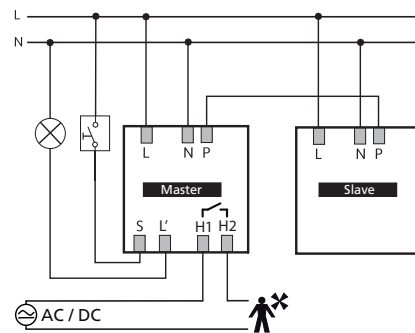 L
N
L N P
L N P
Master
Slave
S L' H1 H2
AC / DC